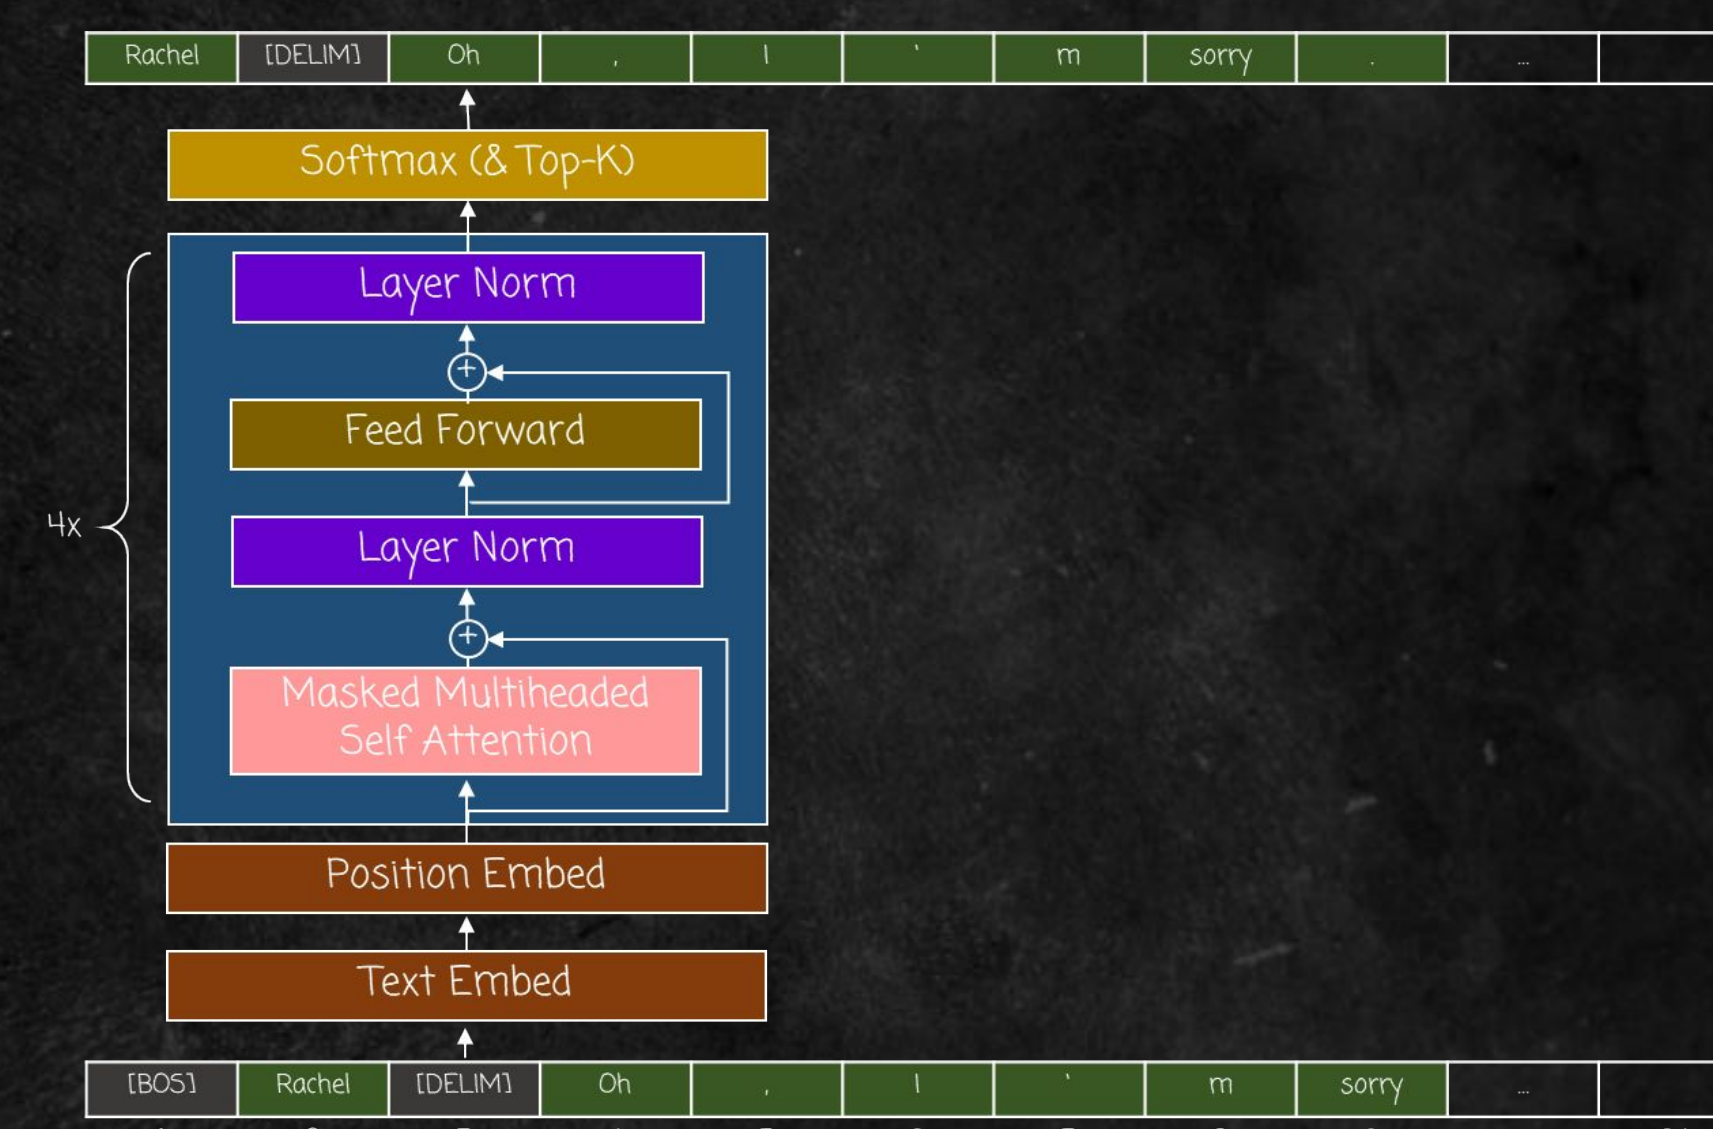 Rachel [DELIM] Oh , I ' m sorry . ...
Softmax (& Top-K)
Layer Norm
+
Feed Forward
4x
Layer Norm
+
Masked Multiheaded
Self Attention
Position Embed
Text Embed
[BOS] Rachel [DELIM] Oh , I ' m sorry ...